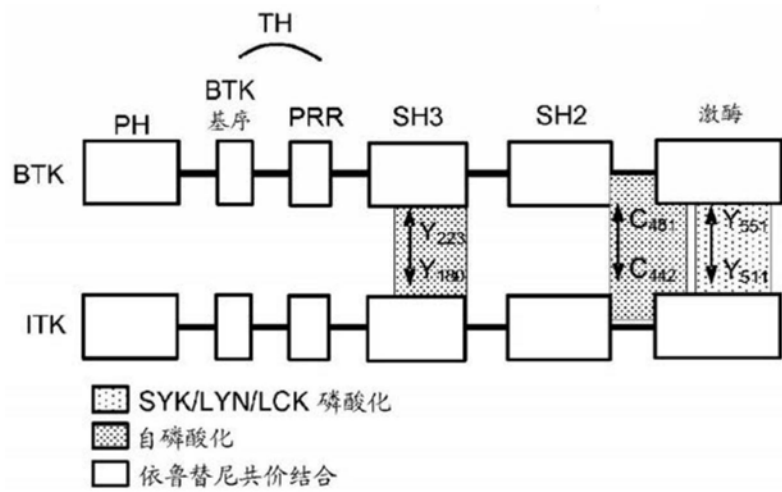 TH
BTK
基序
PH
PRR
SH3
SH2
激酶
BTK
Y223
C481
Y551
Y180
C442
Y511
ITK
SYK/LYN/LCK 磷酸化
自磷酸化
依鲁替尼共价结合